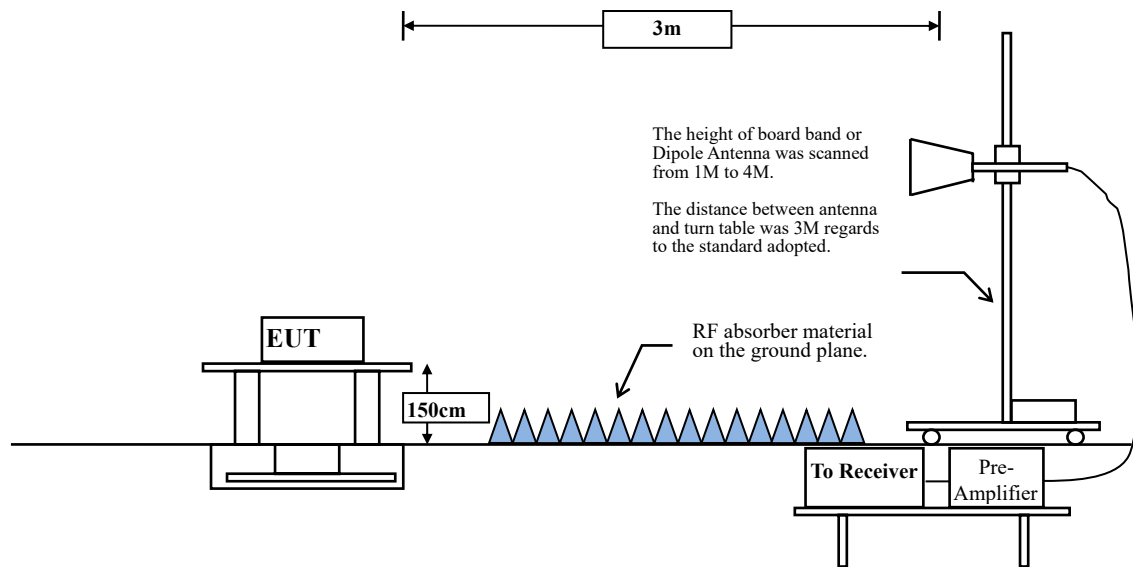 3m
The height of board band or
Dipole Antenna was scanned
from 1M to 4M.
The distance between antenna
and turn table was 3M regards
to the standard adopted.
EUT
RF absorber material
on the ground plane.
150cm
To Receiver
Pre-
Amplifier